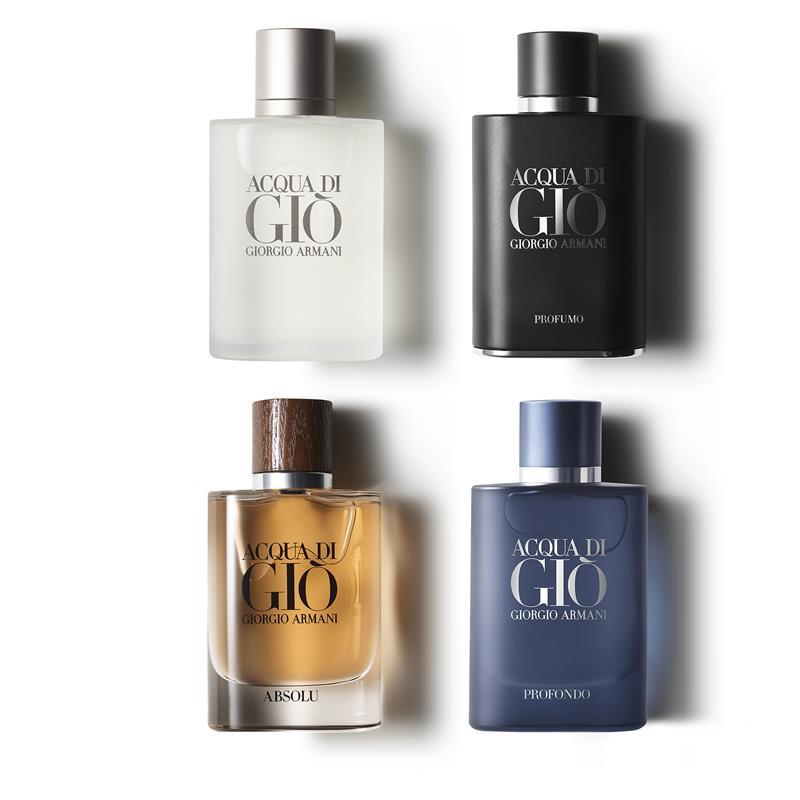 ACQUA DI
GIÒ
GIORGIO ARMANI
ACQUA DI
GIÒ
GIORGIO ARMANI
PROFUMO
ACQUA DI
GIÒ
GIORGIO ARMANI
ABSOLU
ACQUA DI
GIÒ
GIORGIO ARMANI
PROFONDO